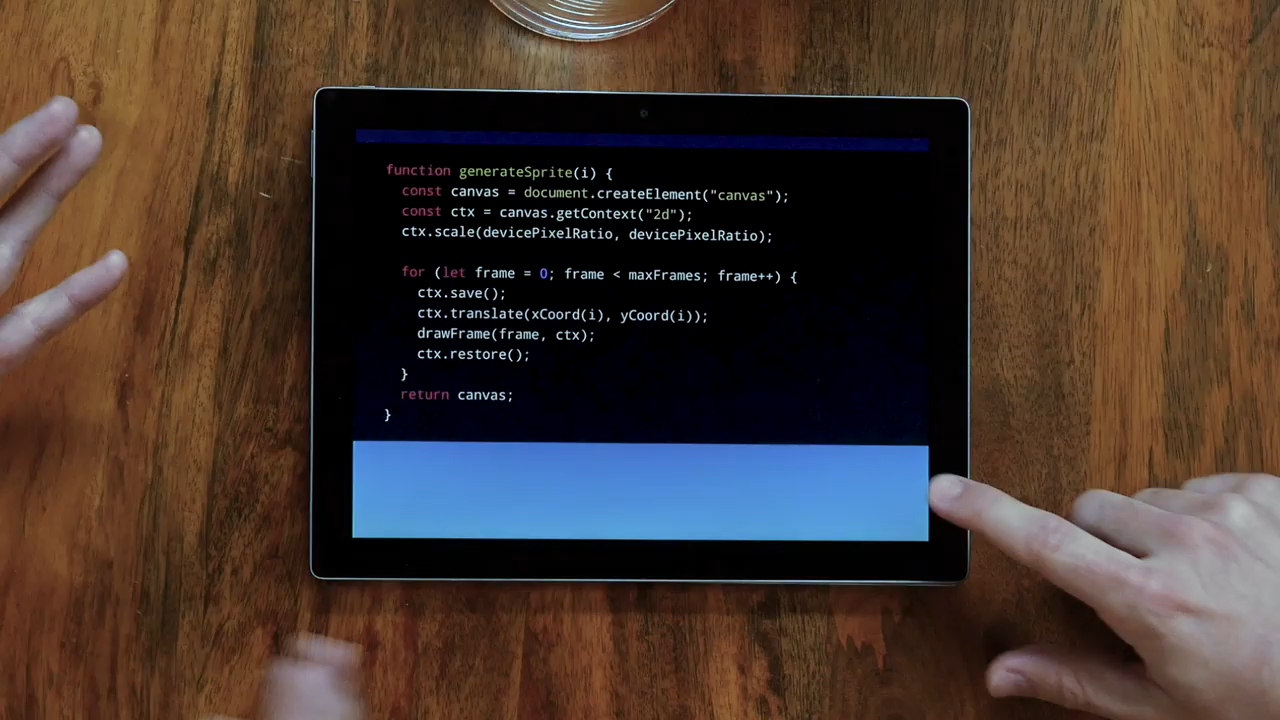 function generateSprite(i) {
const canvas = document.createElement("canvas");
const ctx = canvas.getContext("2d");
ctx.scale(devicePixelRatio, devicePixelRatio);
for (let frame = 0; frame < maxFrames; frame++) {
ctx.save();
ctx.translate(xCoord(i), yCoord(i));
drawFrame(frame, ctx);
ctx.restore();
}
return canvas;
}